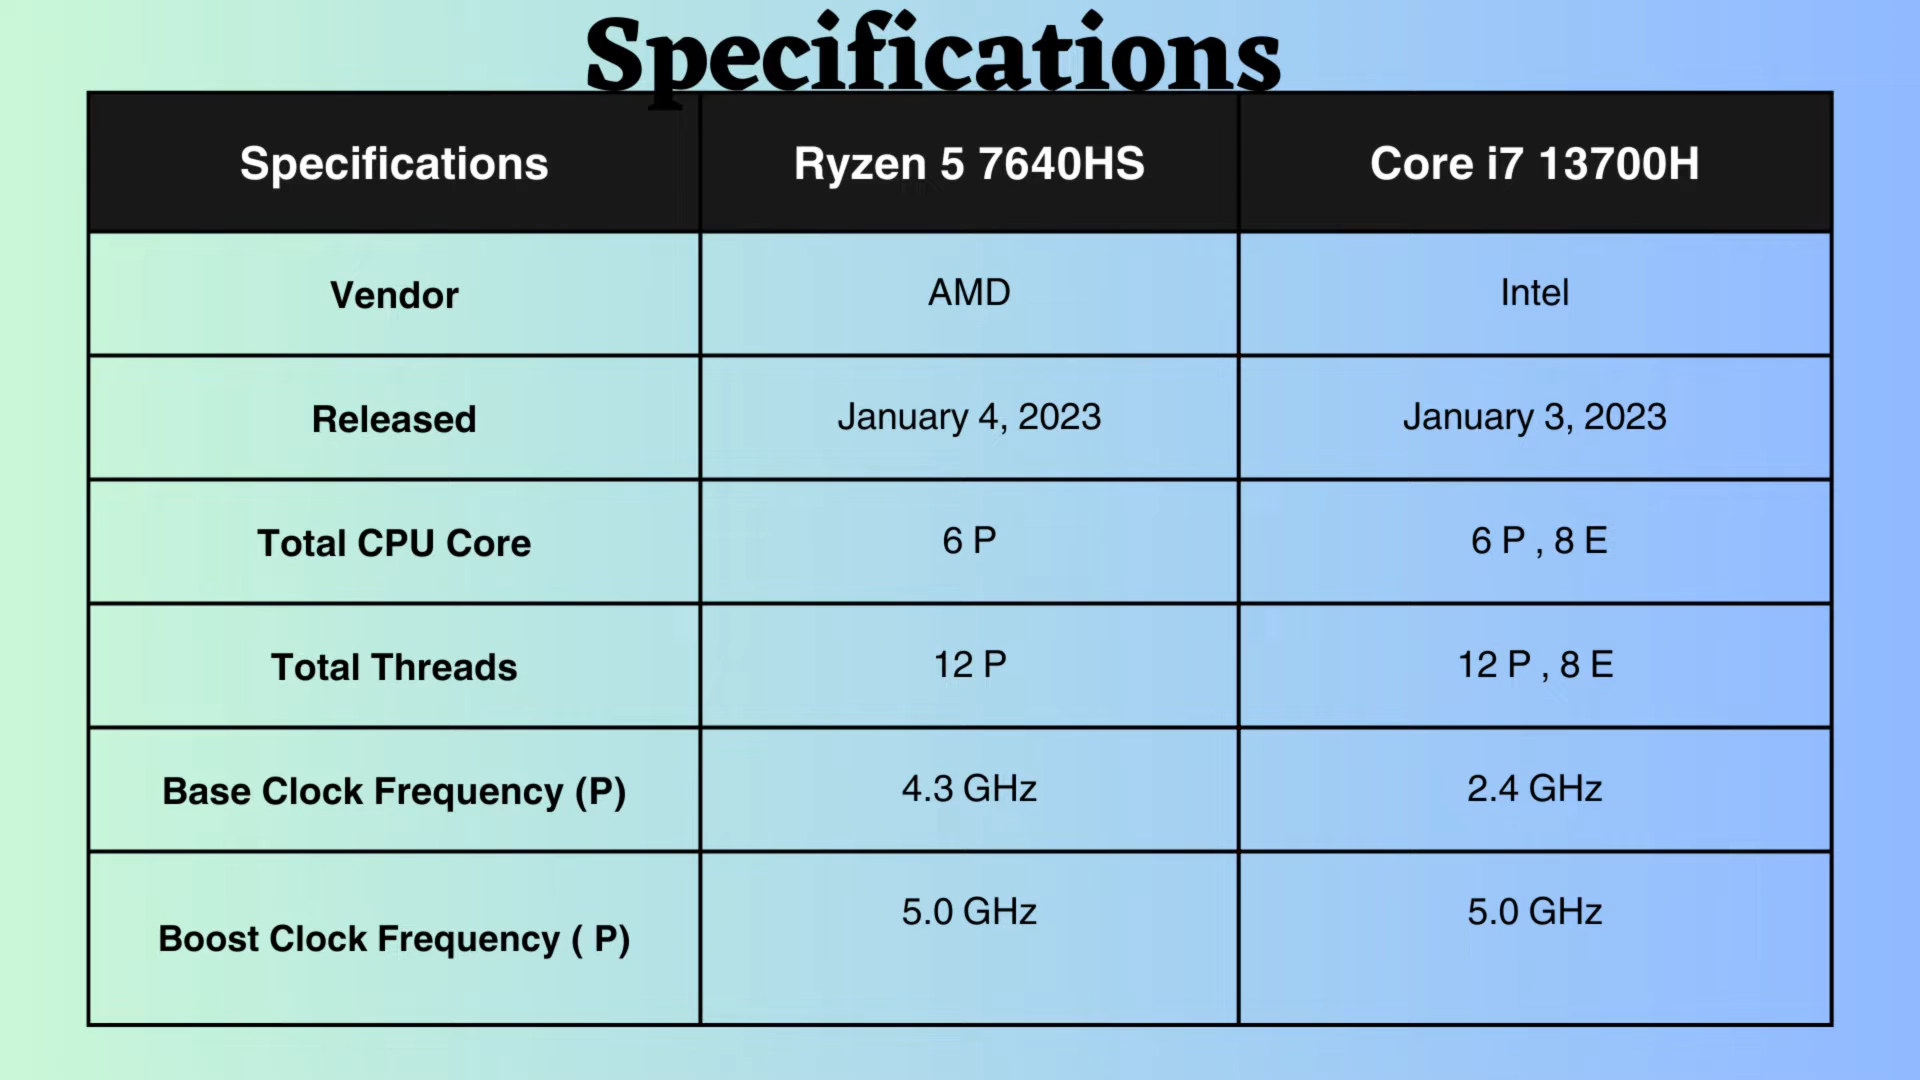 Specifications
Specifications Ryzen 5 7640HS Core i7 13700H
Vendor AMD Intel
Released January 4, 2023 January 3, 2023
Total CPU Core 6 P 6 P , 8 E
Total Threads 12 P 12 P , 8 E
Base Clock Frequency (P) 4.3 GHz 2.4 GHz
Boost Clock Frequency ( P) 5.0 GHz 5.0 GHz